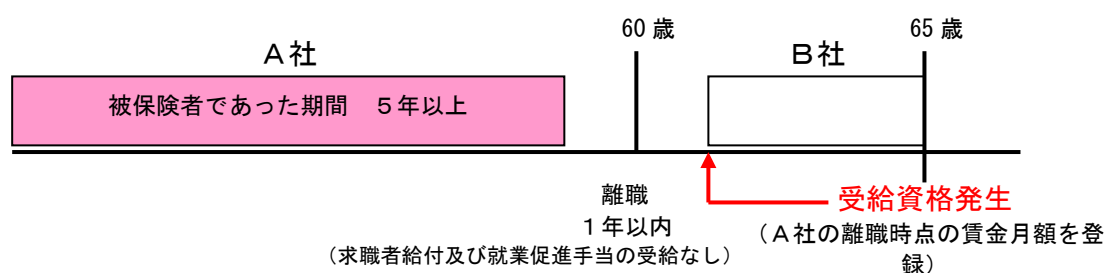 60 歳
65 歳
A社
B社
被保険者であった期間　5年以上
離職
1年以内
(求職者給付及び就業促進手当の受給なし)
受給資格発生
(A社の離職時点の賃金月額を登
録)